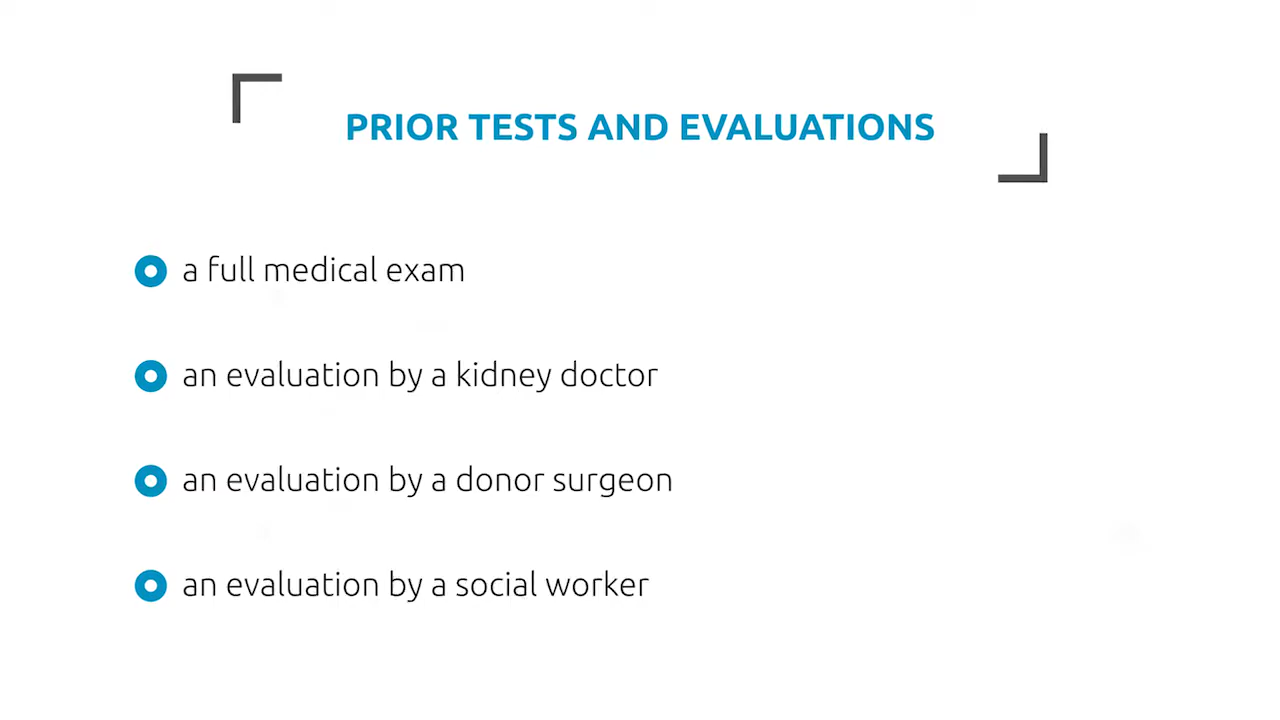 PRIOR TESTS AND EVALUATIONS
a full medical exam
an evaluation by a kidney doctor
an evaluation by a donor surgeon
an evaluation by a social worker